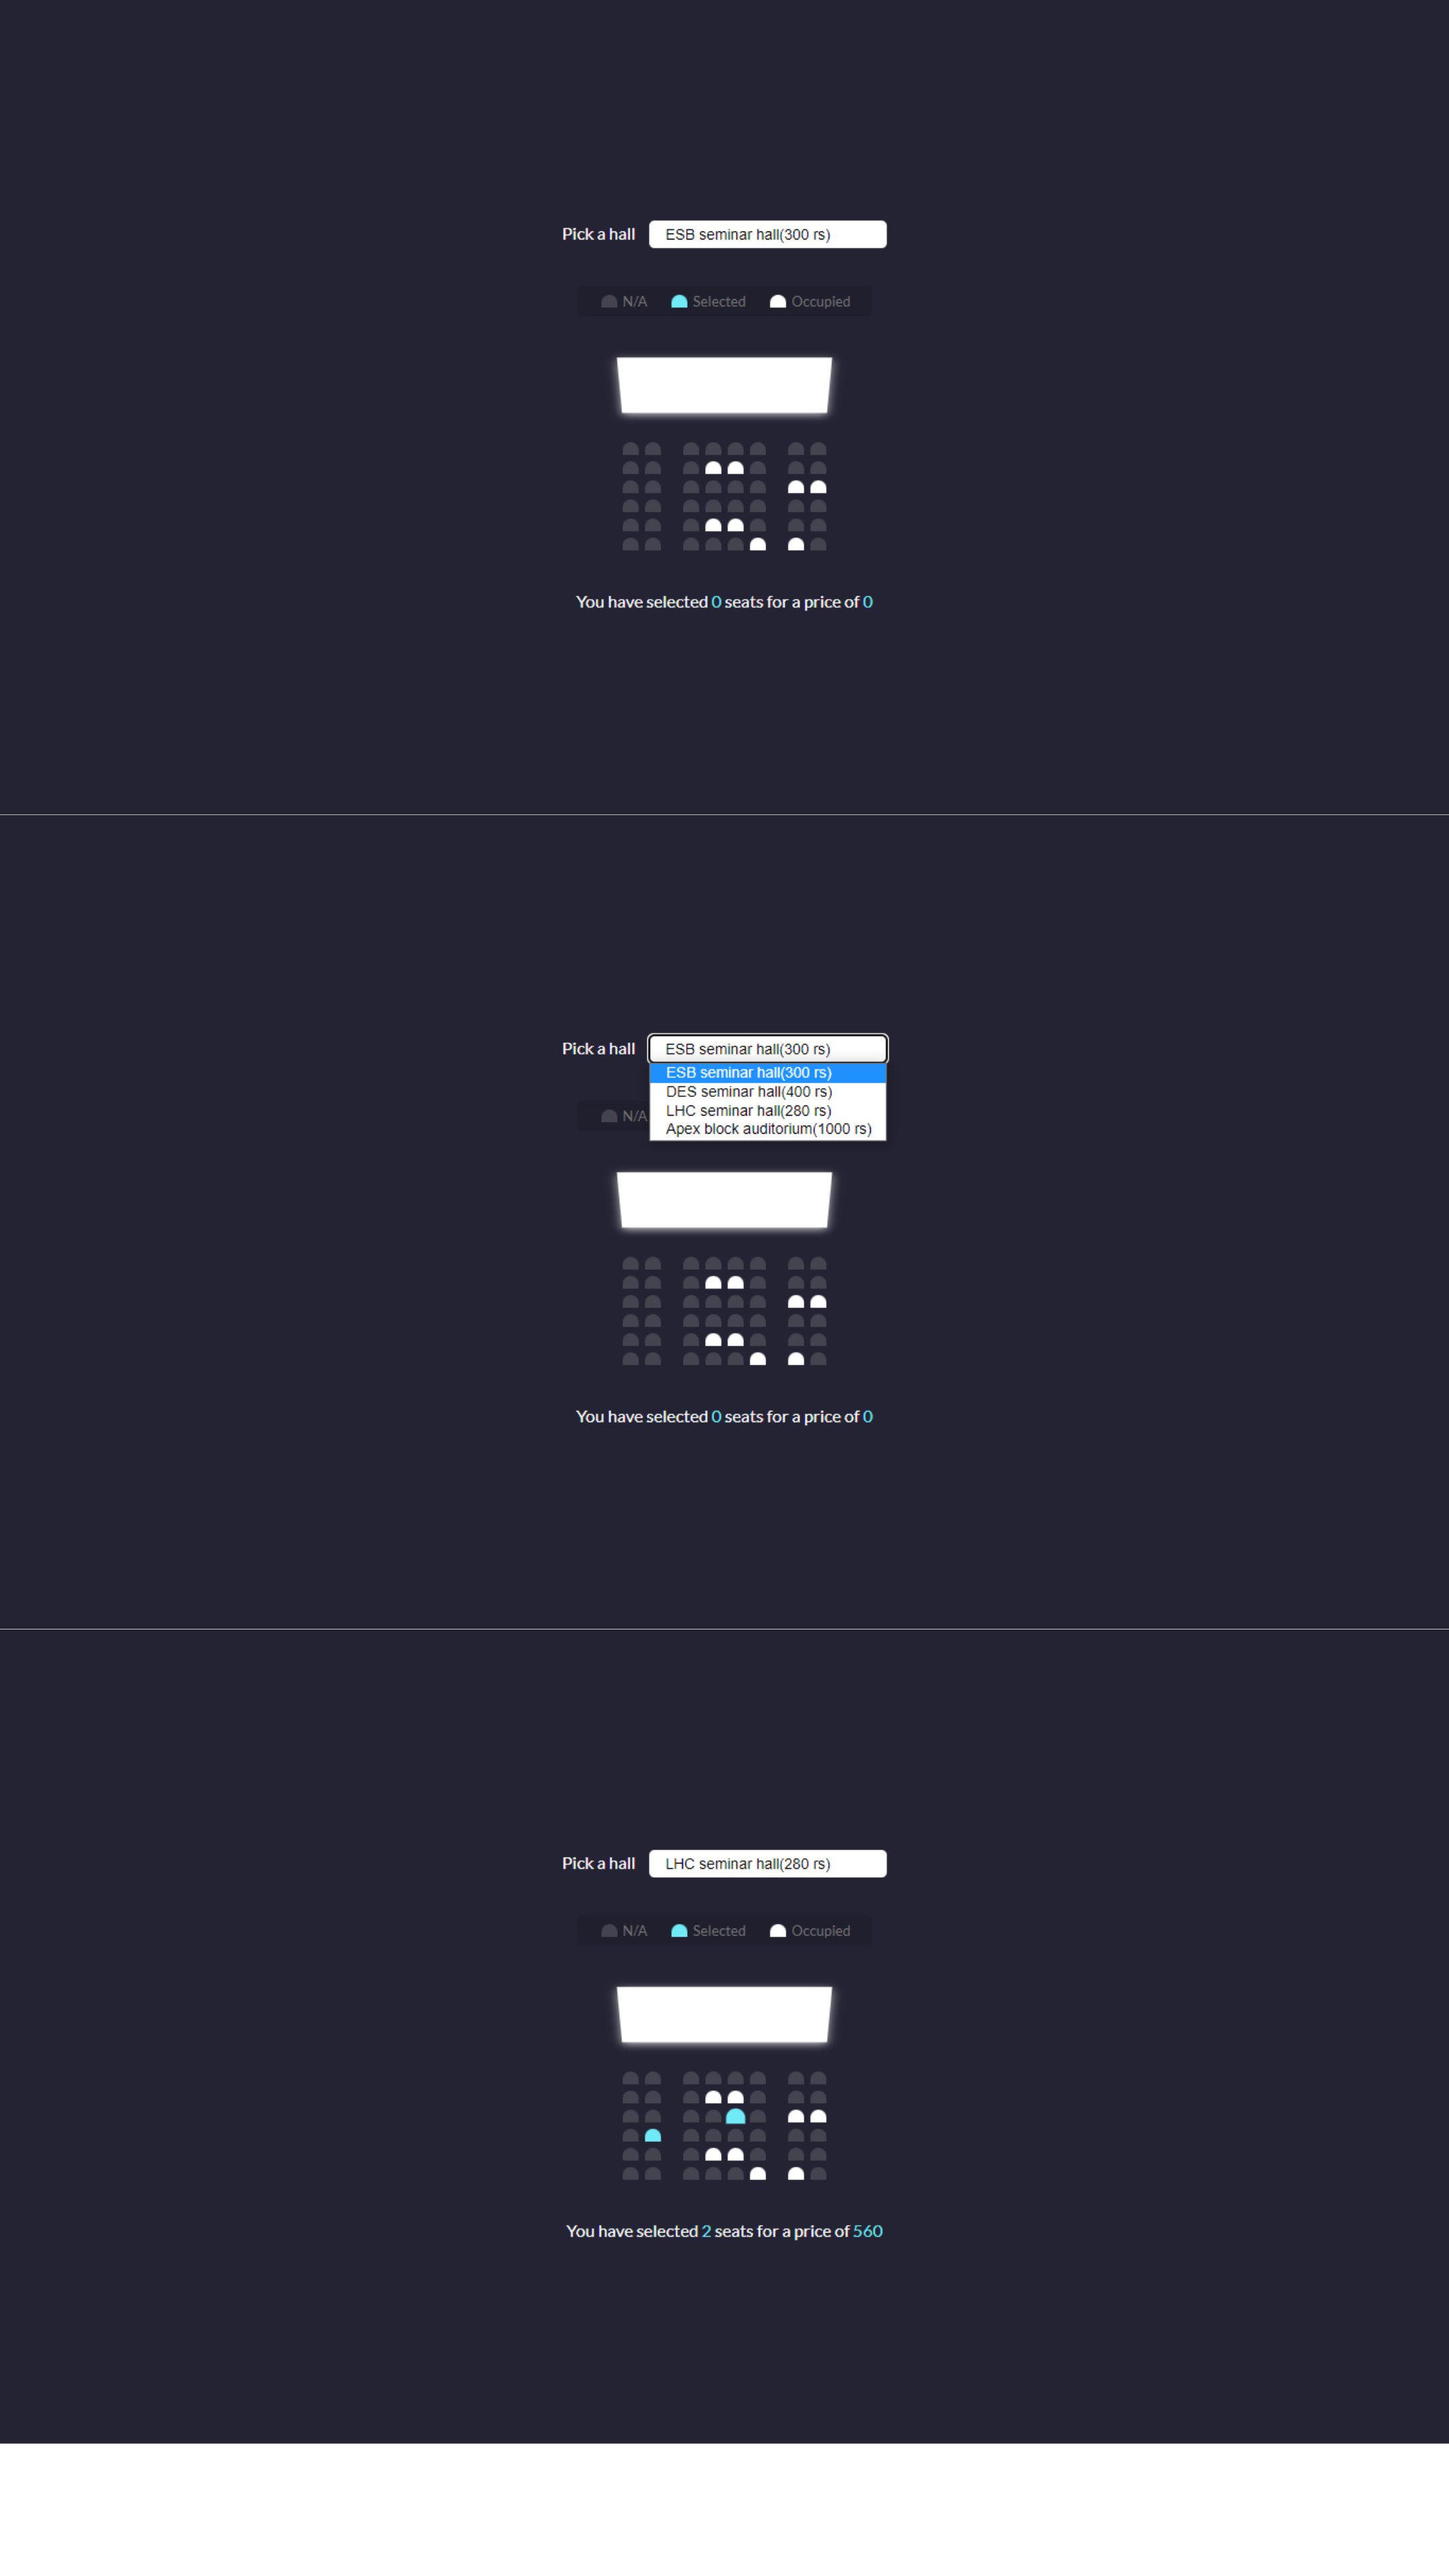 Pick a hall ESB seminar hall(300 rs)
N/A Selected Occupied
You have selected 0 seats for a price of 0
Pick a hall ESB seminar hall(300 rs)
ESB seminar hall(300 rs)
DES seminar hall(400 rs)
LHC seminar hall(280 rs)
N/A
Apex block auditorium(1000 rs)
You have selected 0 seats for a price of 0
Pick a hall LHC seminar hall(280 rs)
N/A Selected Occupied
You have selected 2 seats for a price of 560